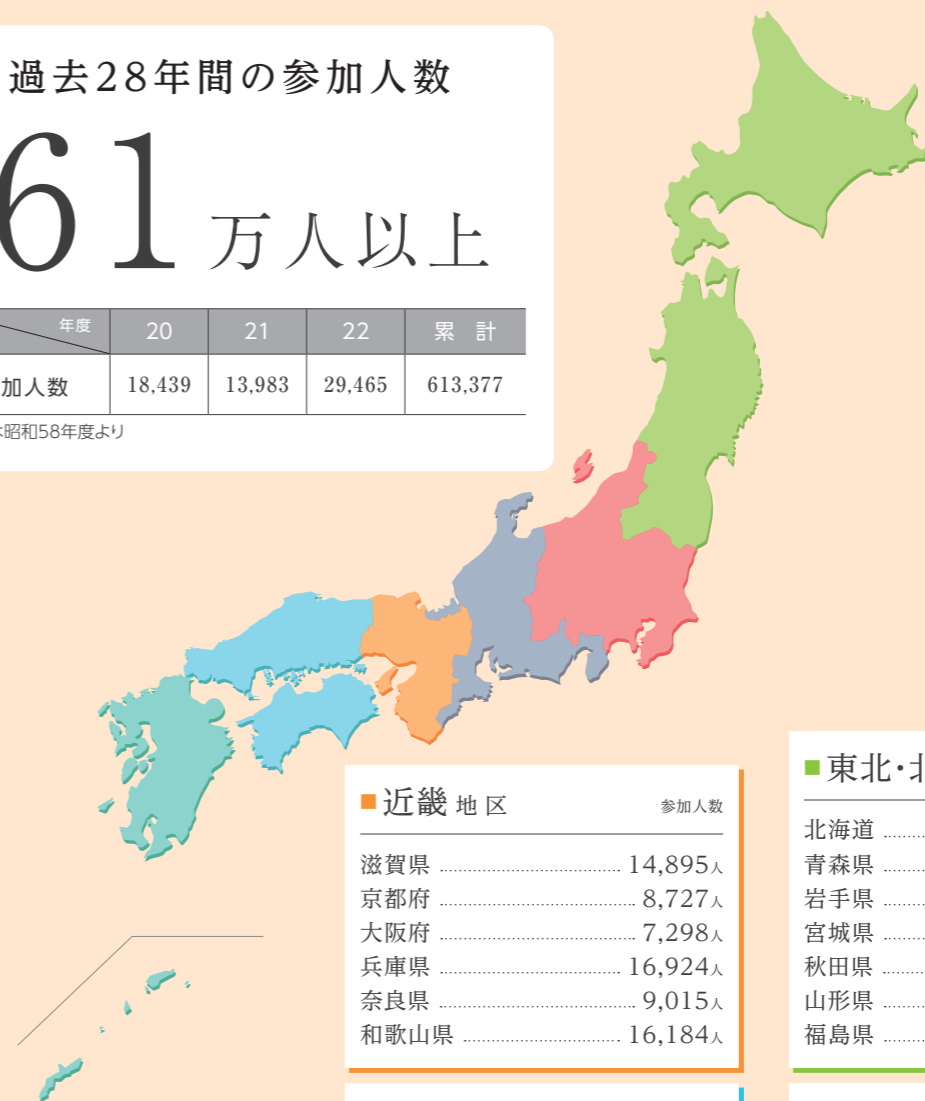 過去28年間の参加人数
61万人以上
年度 20 21 22 累計
加人数 18,439 13,983 29,465 613,377
昭和58年度より
■近畿地区 参加人数
滋賀県 14,895人
京都府 8,727人
大阪府 7,298人
兵庫県 16,924人
奈良県 9,015人
和歌山県 16,184人
■東北・北
北海道
青森県
岩手県
宮城県
秋田県
山形県
福島県